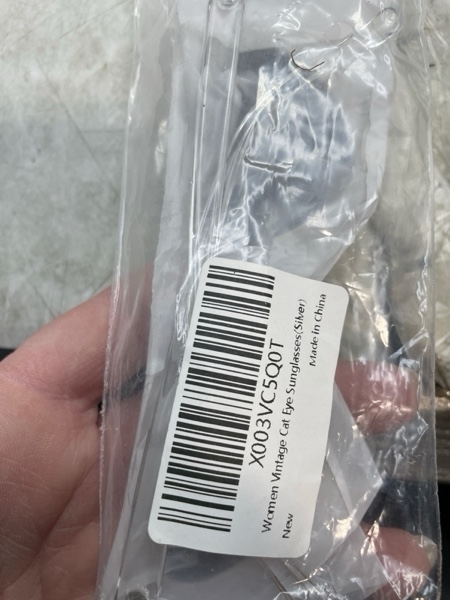 X003VC5Q0T
Women Vintage Cat Eye Sunglasses(Silver)
New
Made in China